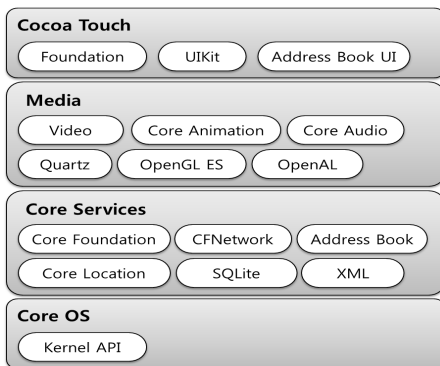 Cocoa Touch
Foundation UIKit Address Book UI
Media
Video Core Animation Core Audio
Quartz OpenGL ES OpenAL
Core Services
Core Foundation CFNetwork Address Book
Core Location SQLite XML
Core OS
Kernel API